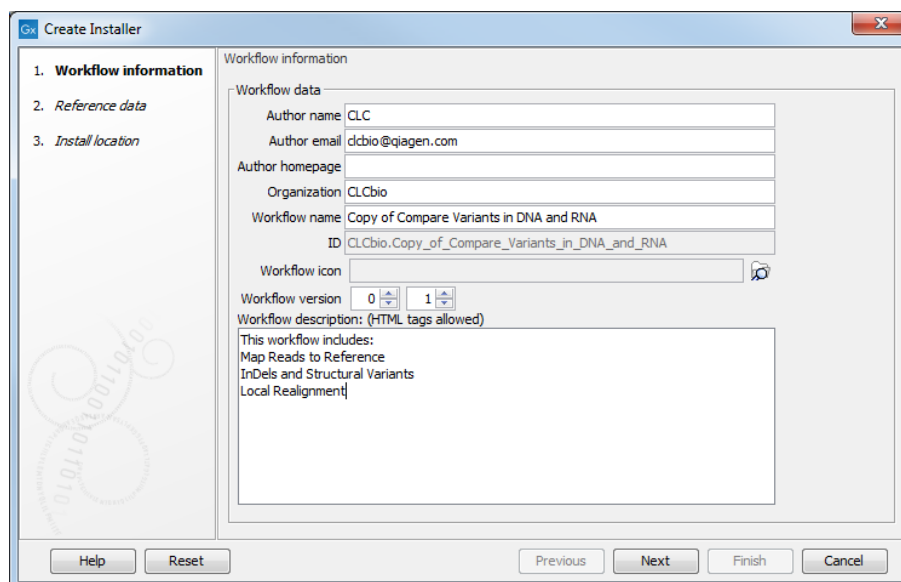 Gx Create Installer
1. Workflow information
2. Reference data
3. Install location
Workflow information
Workflow data
Author name CLC
Author email clcbio@qiagen.com
Author homepage
Organization CLCbio
Workflow name Copy of Compare Variants in DNA and RNA
ID CLCbio.Copy_of_Compare_Variants_in_DNA_and_RNA
Workflow icon
Workflow version 0 1
Workflow description: (HTML tags allowed)
This workflow includes:
Map Reads to Reference
InDels and Structural Variants
Local Realignment
Help Reset Previous Next Finish Cancel